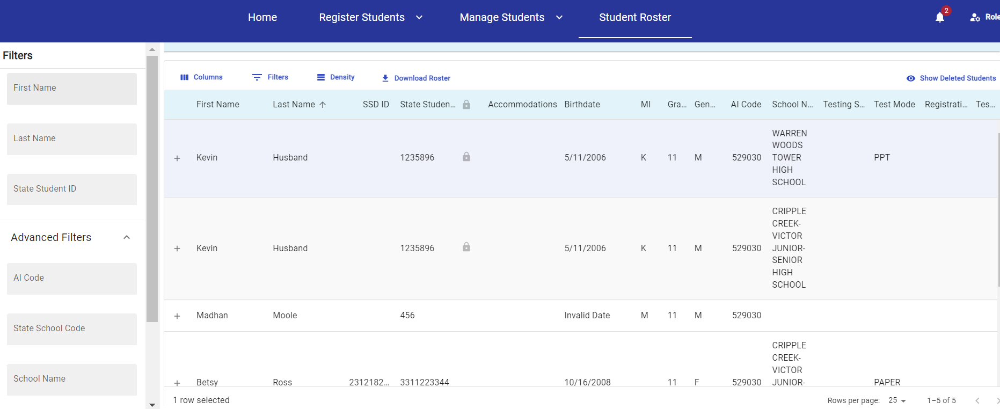 Home Register Students Manage Students Student Roster 2 Role
Filters
First Name
Last Name
State Student ID
Advanced Filters
AI Code
State School Code
School Name
Columns Filters Density Download Roster Show Deleted Students
First Name Last Name SSD ID State Studen... Accommodations Birthdate MI Gra... Gen... AI Code School N... Testing S... Test Mode Registrati... Tes...
WARREN
WOODS
Kevin Husband 1235896 5/11/2006 K 11 M 529030 TOWER PPT
HIGH
SCHOOL
CRIPPLE
CREEK-
VICTOR
Kevin Husband 1235896 5/11/2006 K 11 M 529030 JUNIOR-
SENIOR
HIGH
SCHOOL
Madhan Moole 456 Invalid Date M 11 M 529030
CRIPPLE
CREEK-
VICTOR
Betsy Ross 2312182... 3311223344 10/16/2008 11 F 529030 JUNIOR- PAPER
1 row selected Rows per page: 25 1–5 of 5